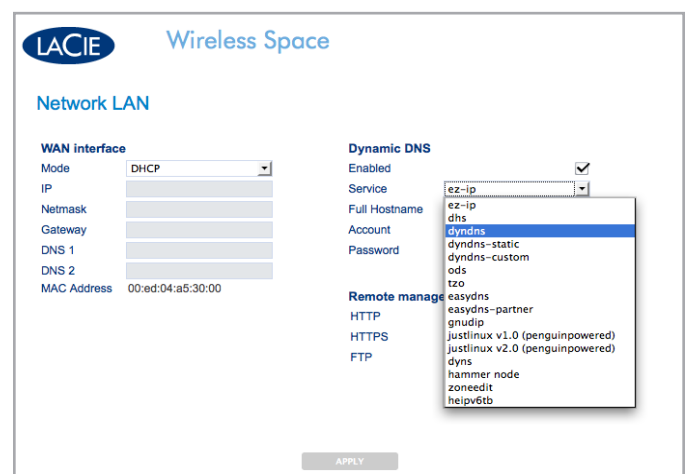 LACIE
Wireless Space
Network LAN
WAN interface
Mode DHCP
IP
Netmask
Gateway
DNS 1
DNS 2
MAC Address 00:ed:04:a5:30:00
Dynamic DNS
Enabled
Service ez-ip
Full Hostname
Account
Password
ez-ip
dhs
dyndns
dyndns-static
dyndns-custom
ods
tzo
easydns
easydns-partner
gnudip
justlinux v1.0 (penguinpowered)
justlinux v2.0 (penguinpowered)
dyns
hammer node
zoneedit
heipv6tb
Remote manage
HTTP
HTTPS
FTP
APPLY